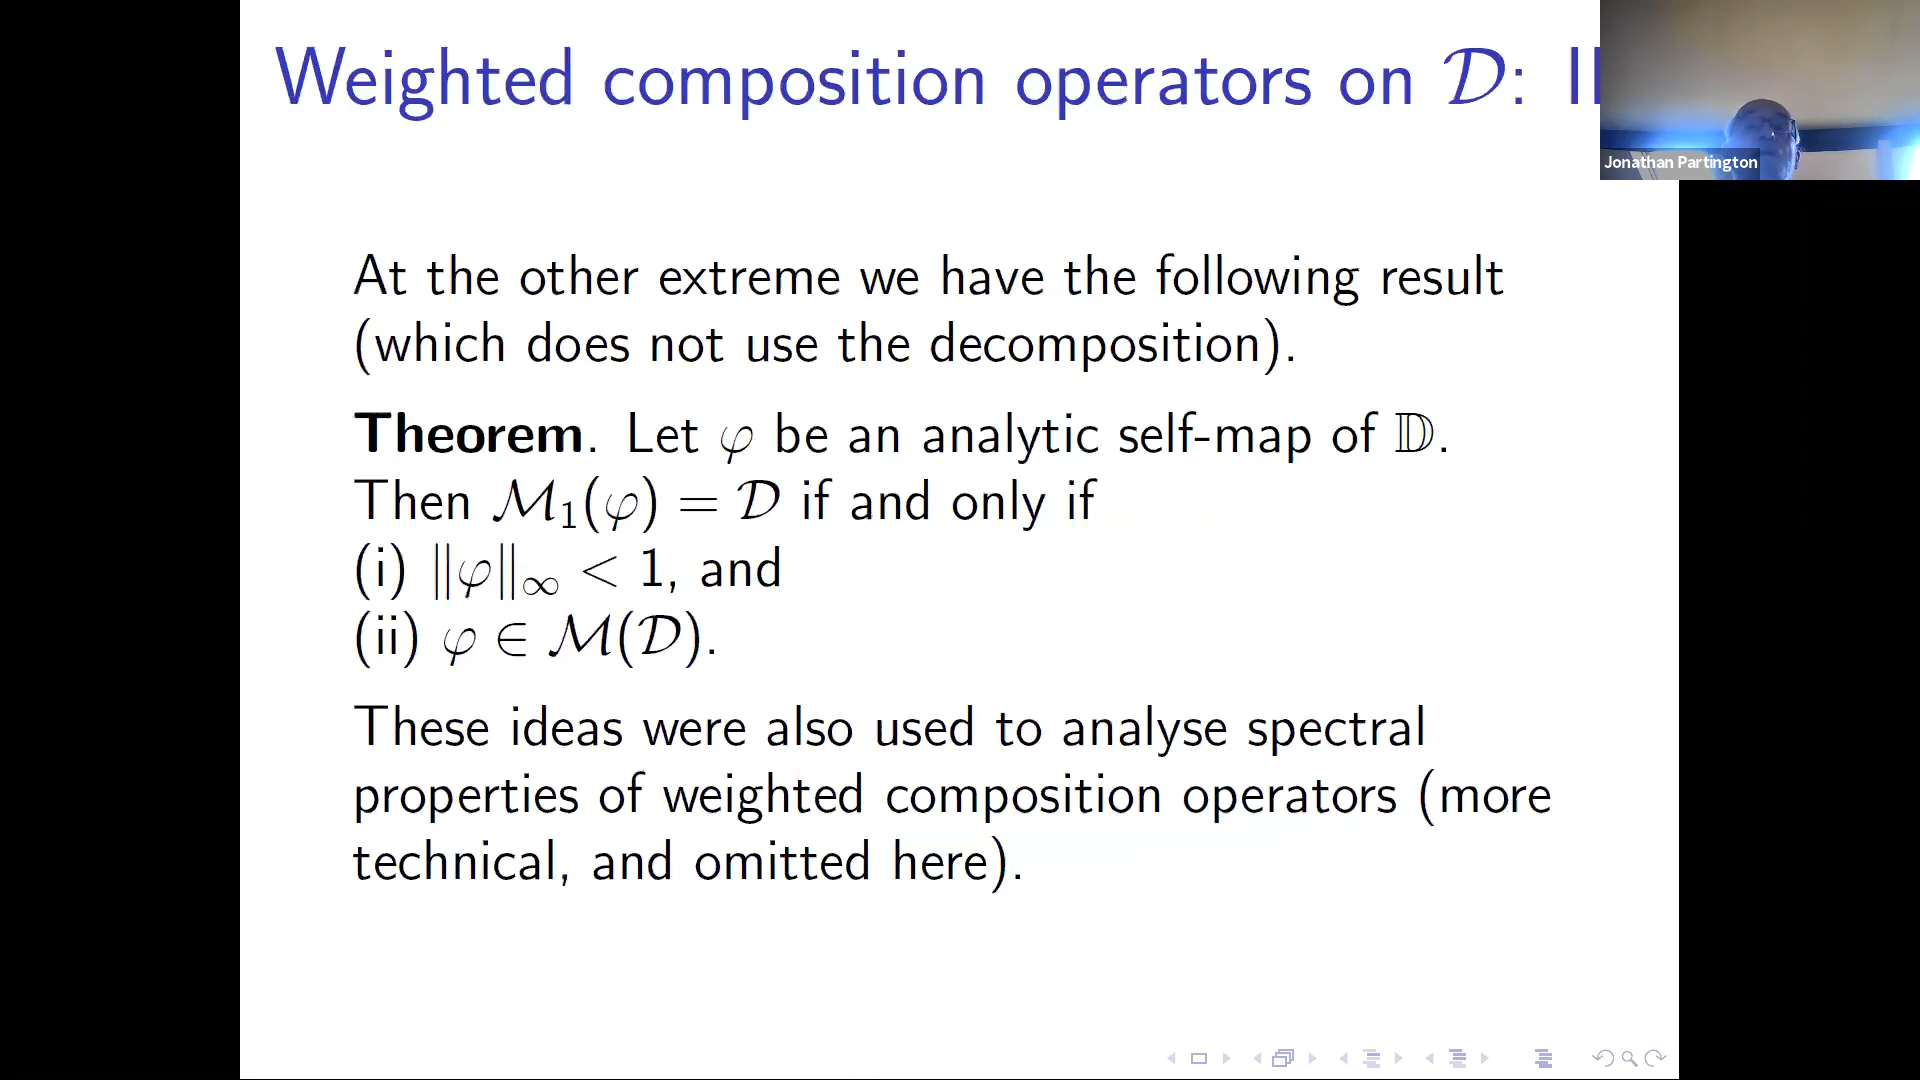 Weighted composition operators on 𝒟: II
Jonathan Partington
At the other extreme we have the following result
(which does not use the decomposition).
Theorem. Let φ be an analytic self-map of 𝔻.
Then ℳ₁(φ) = 𝒟 if and only if
(i) ‖φ‖∞ < 1, and
(ii) φ ∈ ℳ(𝒟).
These ideas were also used to analyse spectral
properties of weighted composition operators (more
technical, and omitted here).